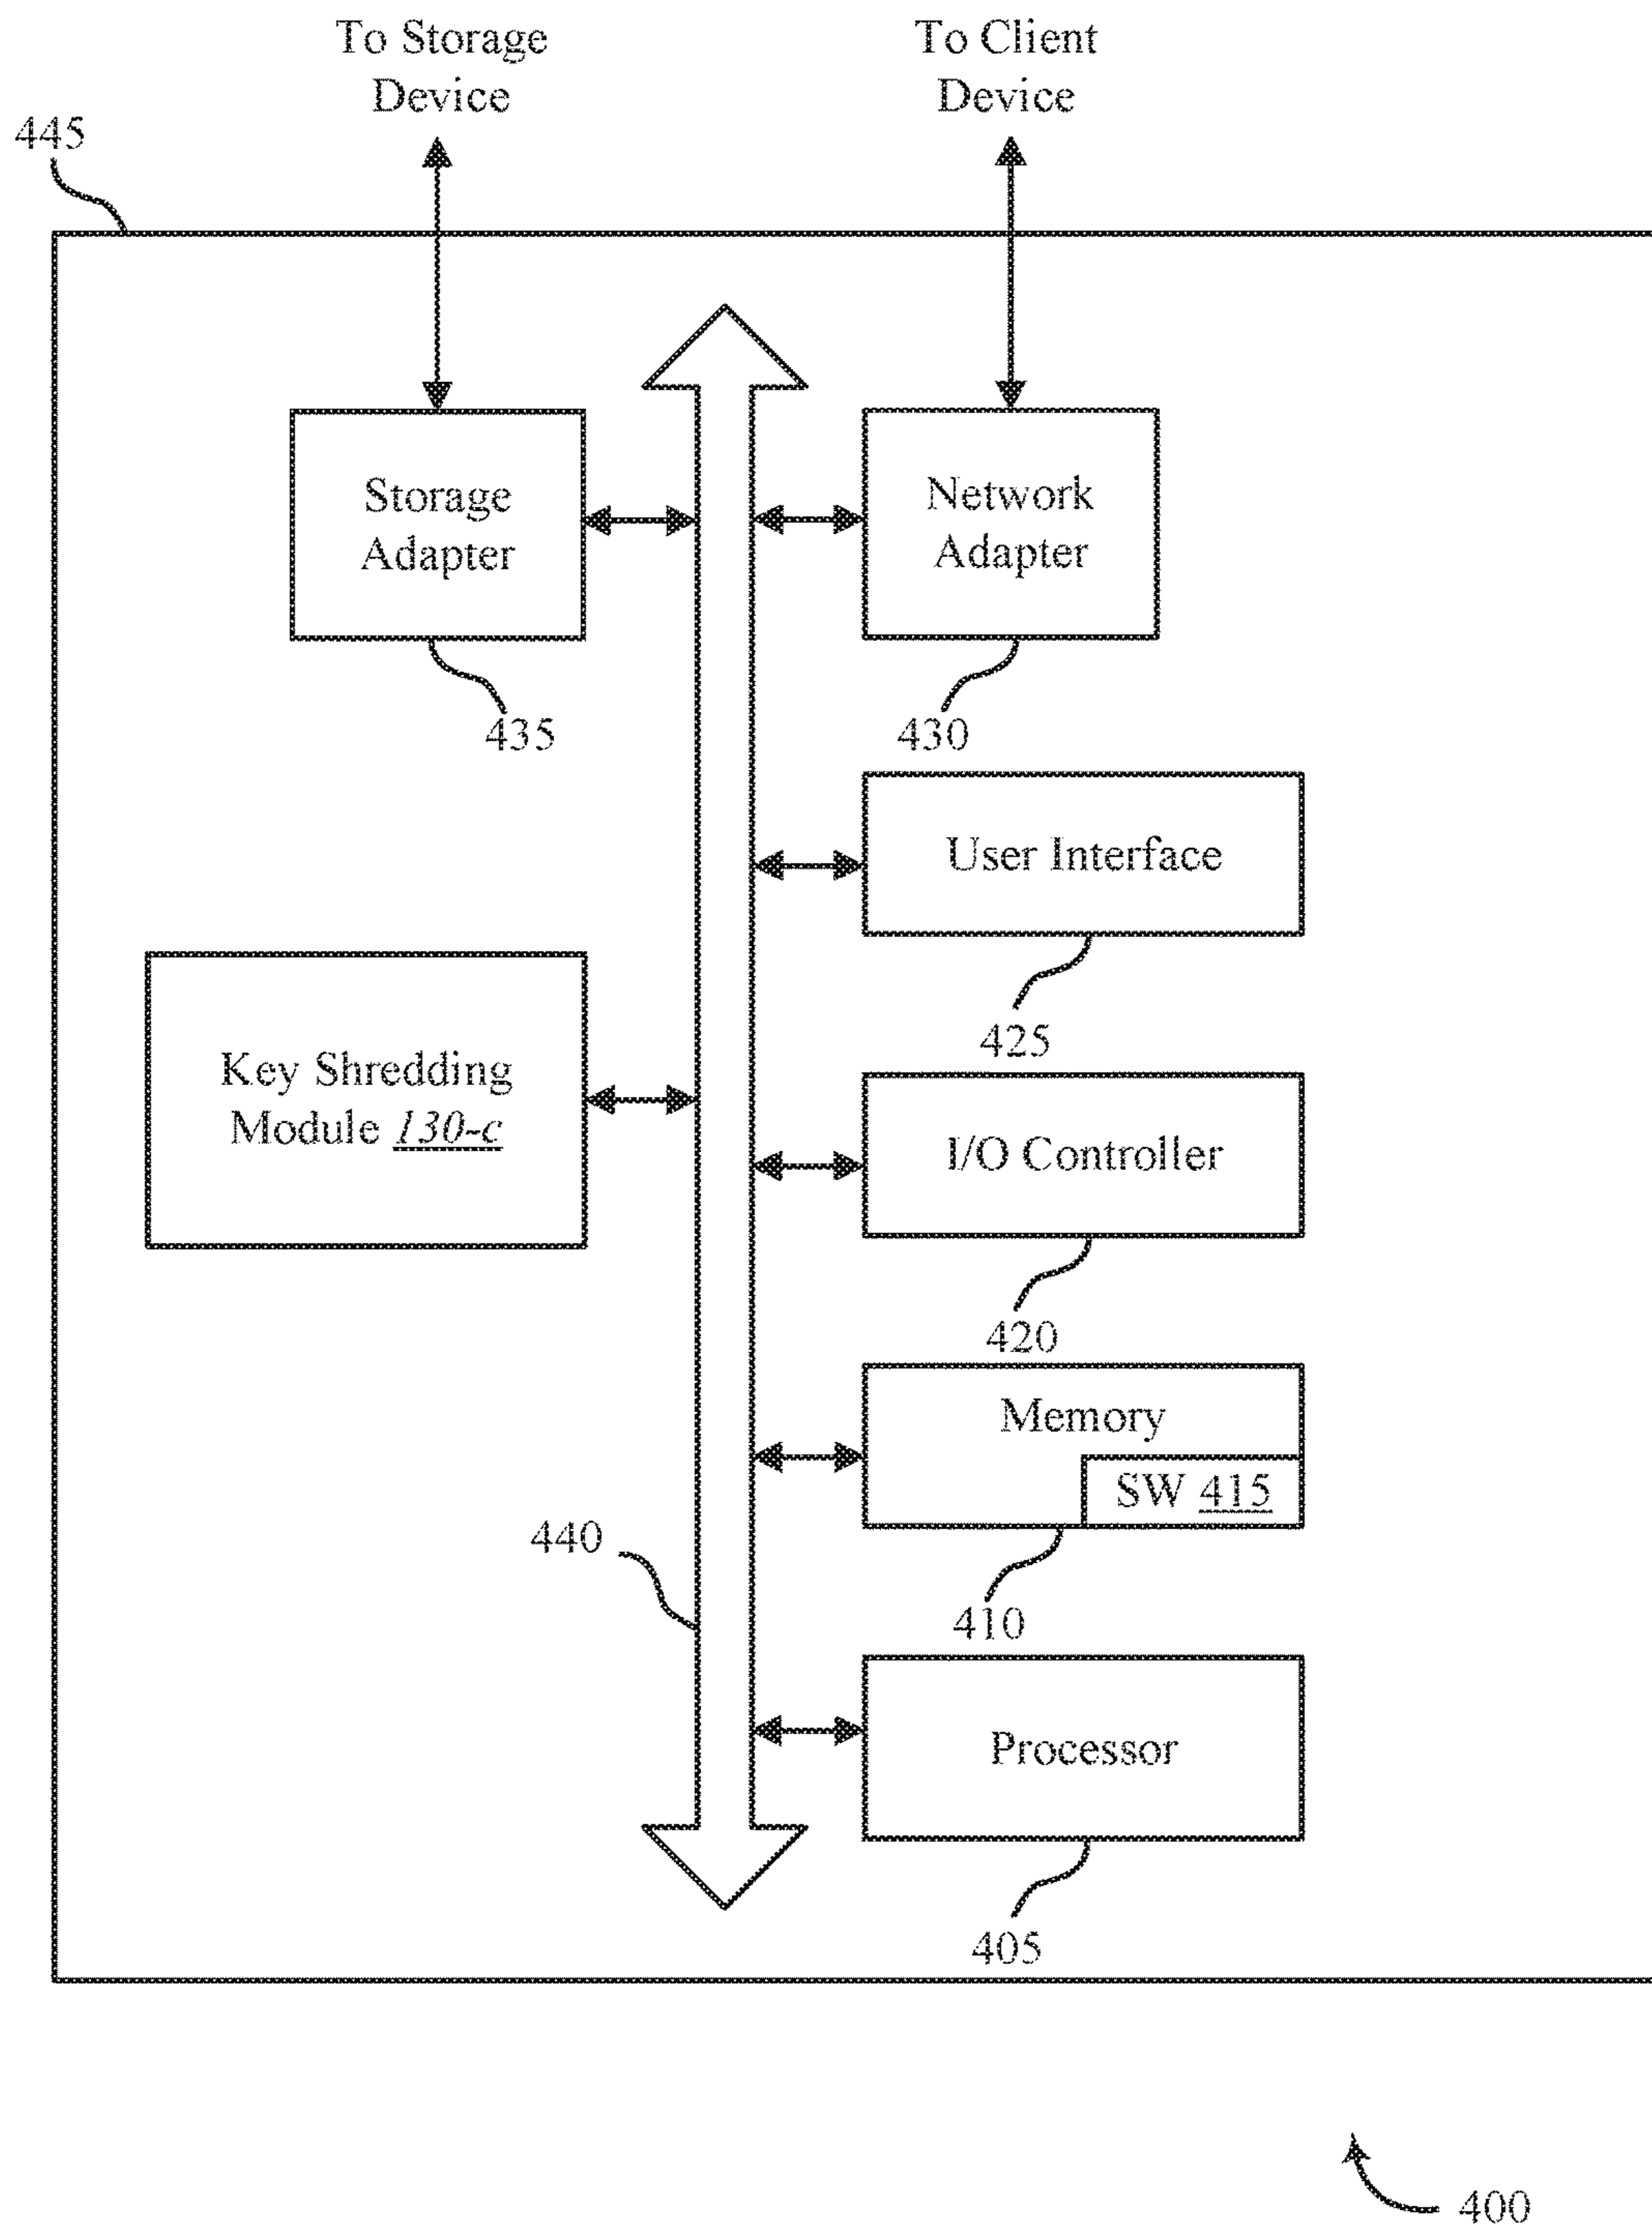 To Storage
Device
To Client
Device
445
Storage
Adapter
Network
Adapter
435
430
User Interface
425
Key Shredding
Module 130-c
I/O Controller
420
Memory
SW 415
440
410
Processor
405
400